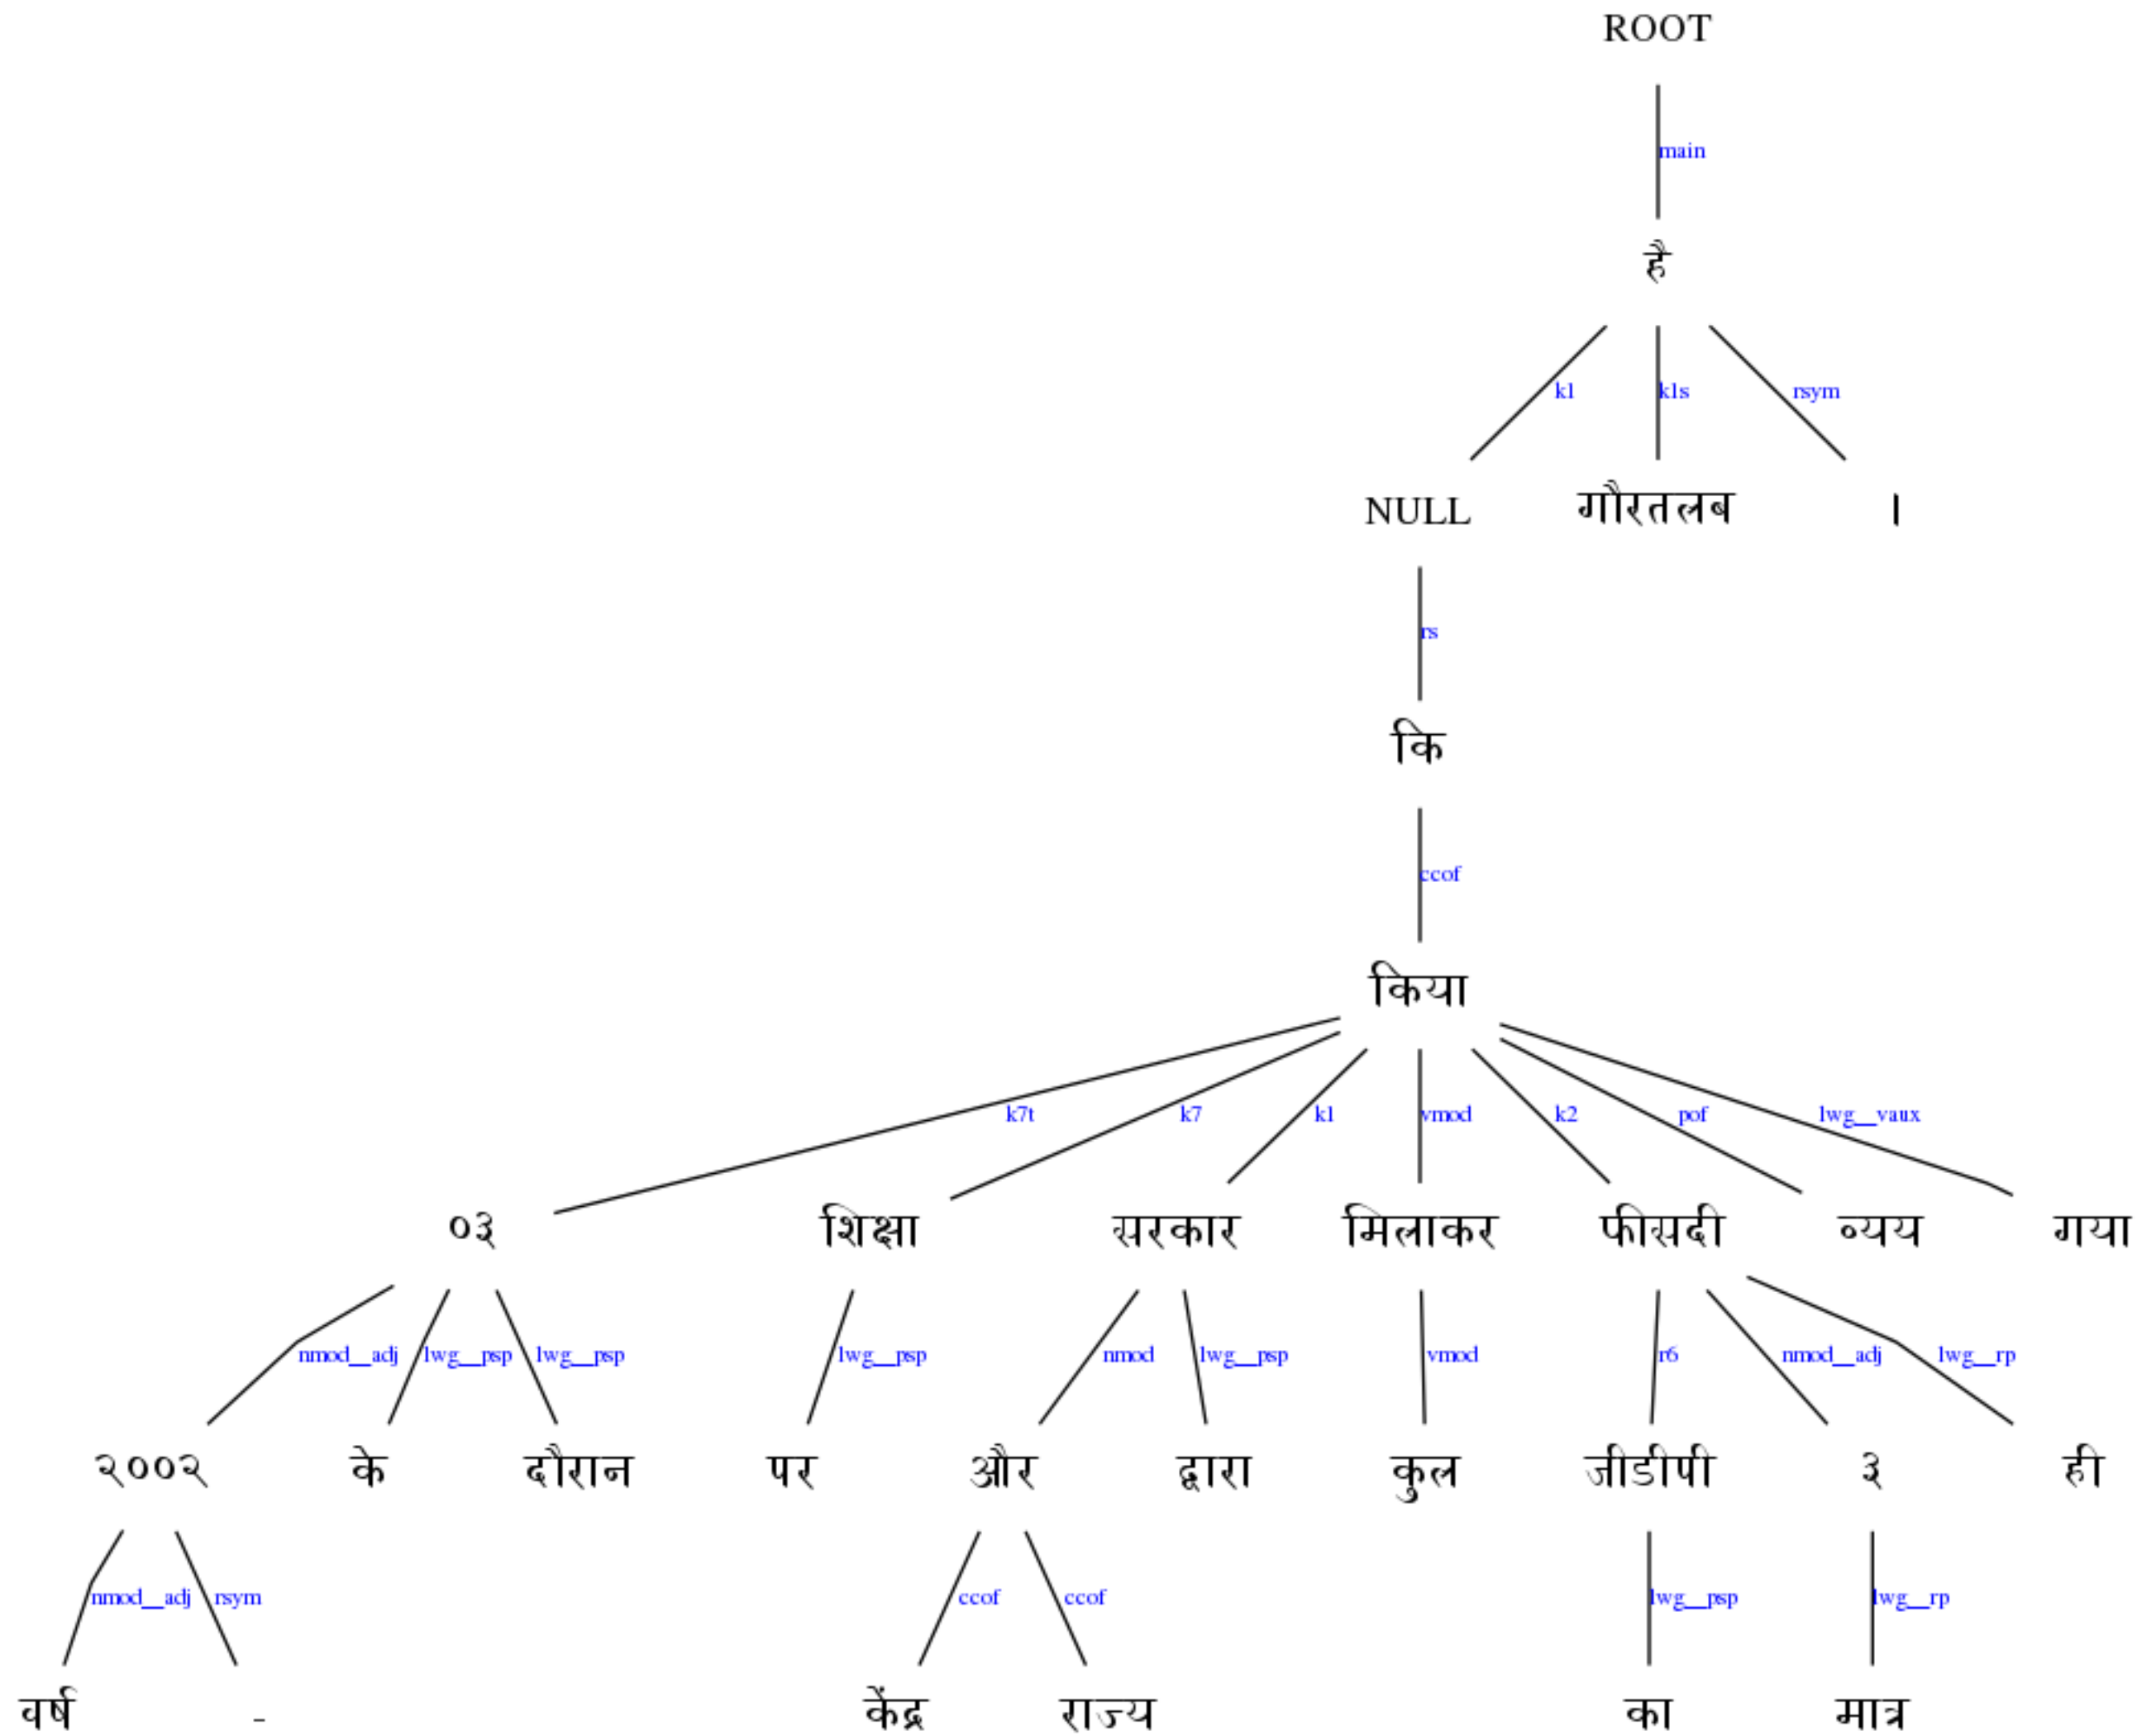 ROOT
main
है
k1 k1s rsym
NULL गौरतलब ।
rs
कि
ccof
किया
k7t k7 k1 vmod k2 pof lwg__vaux
०३ शिक्षा सरकार मिलाकर फीसदी व्यय गया
nmod__adj lwg__psp lwg__psp lwg__psp nmod lwg__psp vmod r6 nmod__adj lwg__rp
२००२ के दौरान पर और द्वारा कुल जीडीपी ३ ही
nmod__adj rsym ccof ccof lwg__psp lwg__rp
वर्ष - केंद्र राज्य का मात्र